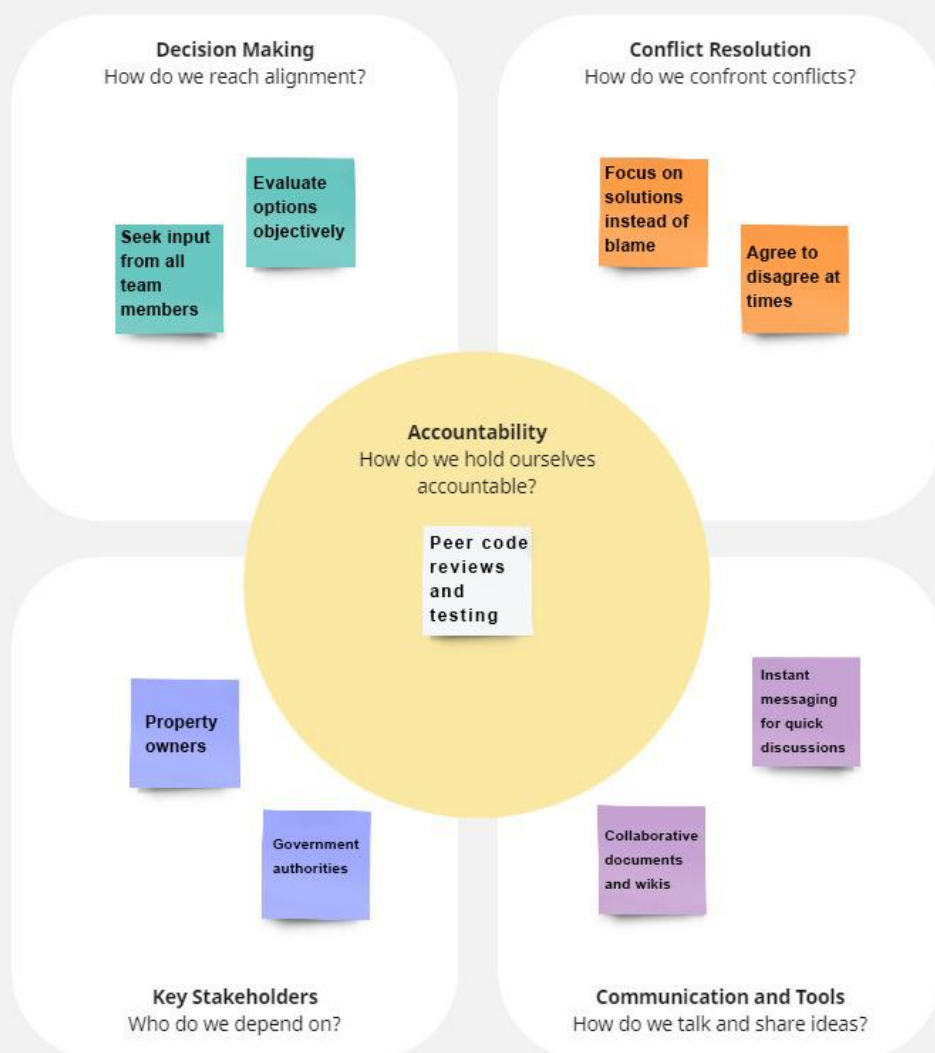 Decision Making
How do we reach alignment?
Evaluate
options
objectively
Seek input
from all
team
members
Conflict Resolution
How do we confront conflicts?
Focus on
solutions
instead of
blame
Agree to
disagree at
times
Accountability
How do we hold ourselves
accountable?
Peer code
reviews
and
testing
Property
owners
Government
authorities
Key Stakeholders
Who do we depend on?
Instant
messaging
for quick
discussions
Collaborative
documents
and wikis
Communication and Tools
How do we talk and share ideas?